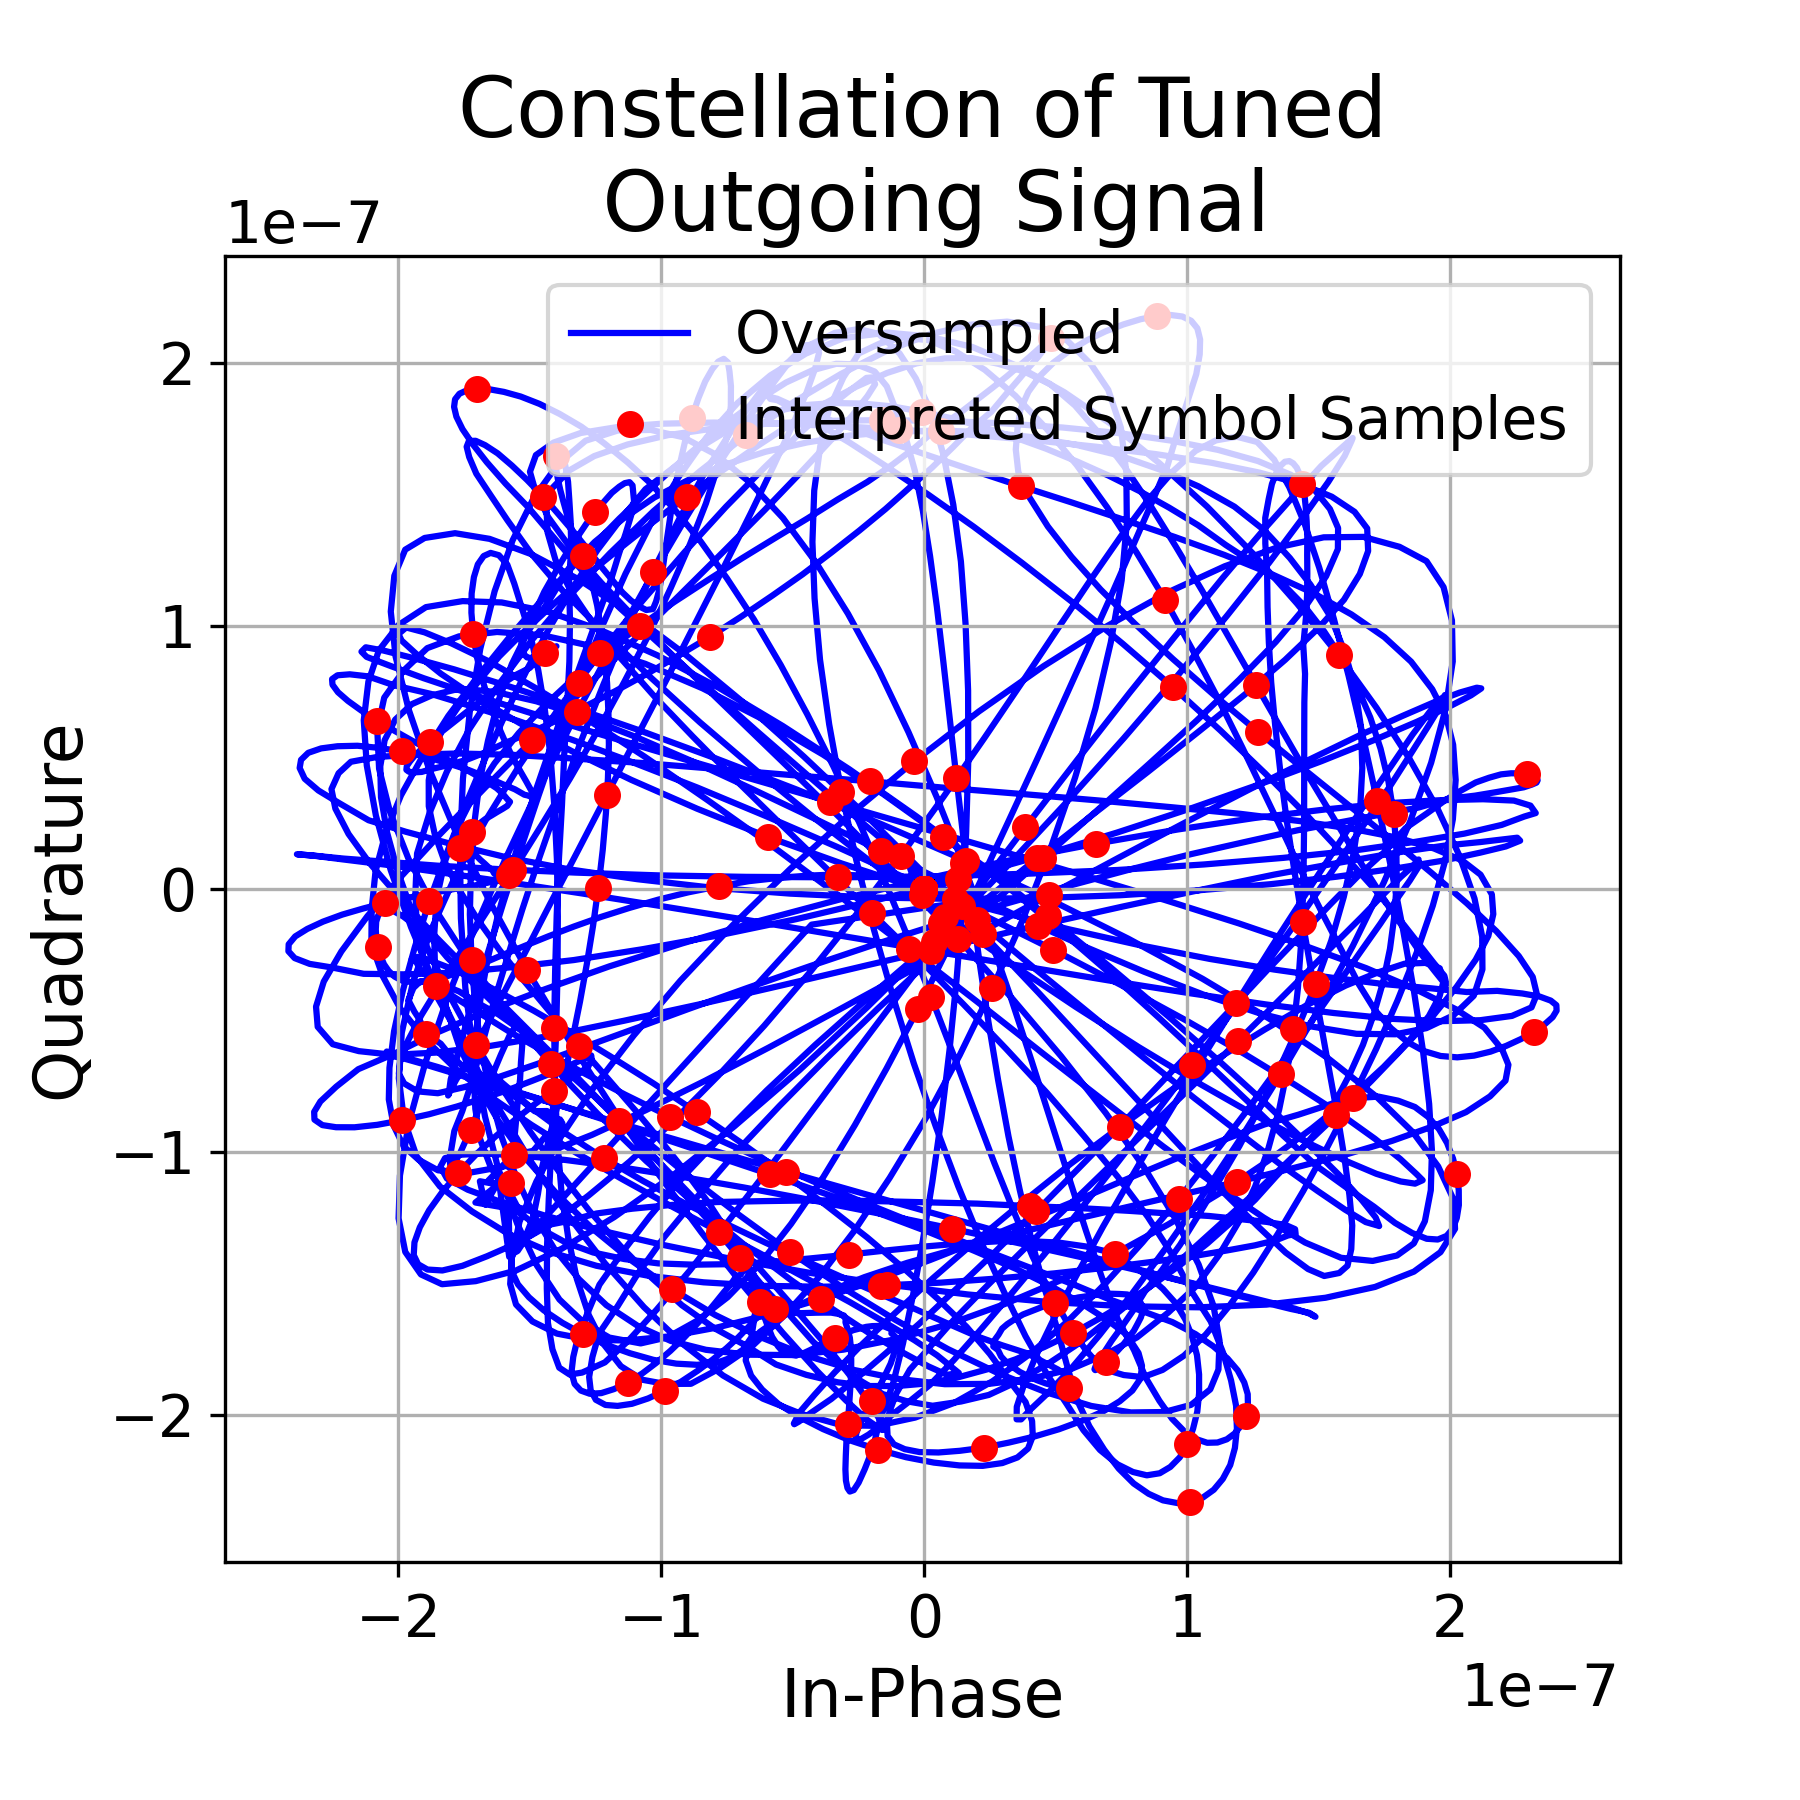 Constellation of Tuned
Outgoing Signal
1e−7
Oversampled
Interpreted Symbol Samples
2
1
0
−1
−2
Quadrature
−2 −1 0 1 2
In-Phase
1e−7